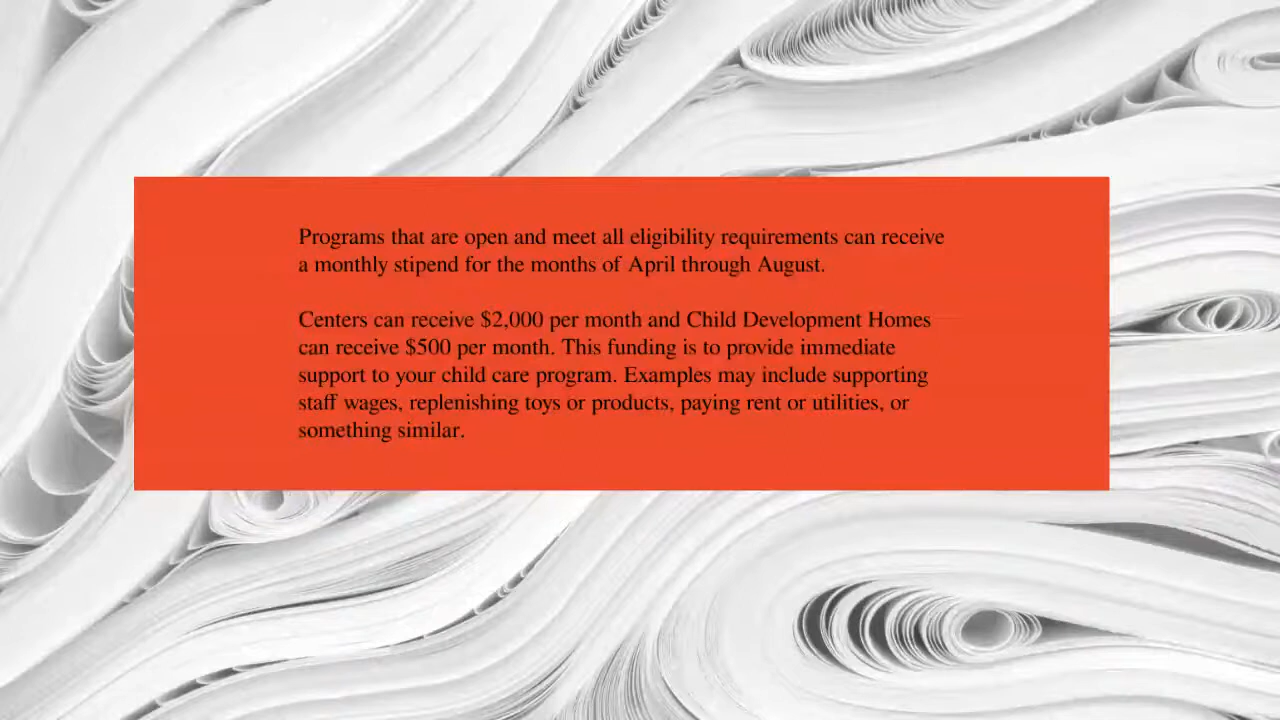 Programs that are open and meet all eligibility requirements can receive
a monthly stipend for the months of April through August.
Centers can receive $2,000 per month and Child Development Homes
can receive $500 per month. This funding is to provide immediate
support to your child care program. Examples may include supporting
staff wages, replenishing toys or products, paying rent or utilities, or
something similar.